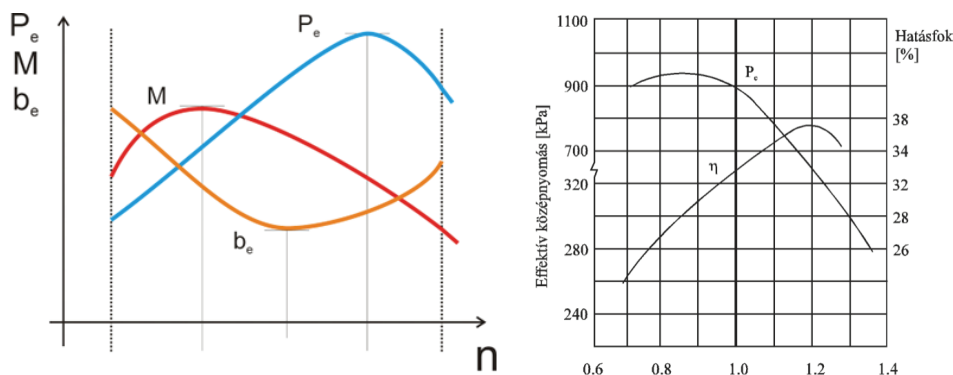 Pe
M
be
M
Pe
be
n
Effektív középnyomás [kPa]
1100
900
700
320
280
240
Hatásfok
[%]
38
34
32
28
26
Pe
η
0.6
0.8
1.0
1.2
1.4